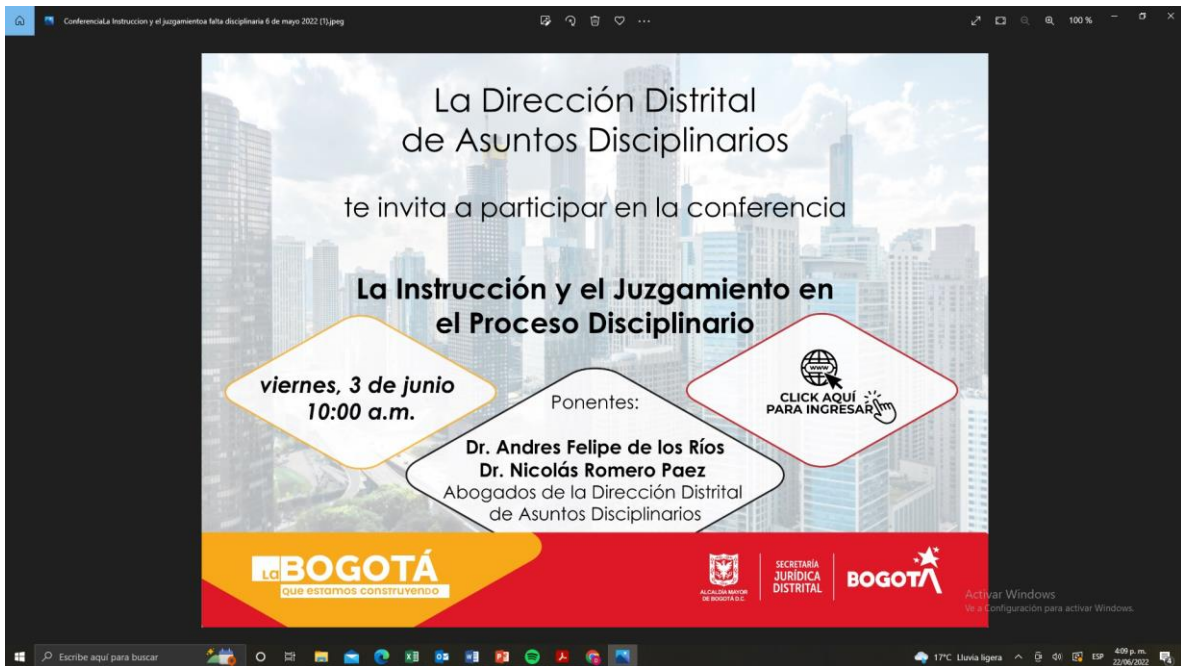 ConferenciaLa Instruccion y el juzgamientoa falta disciplinaria 6 de mayo 2022 (1).jpeg
100 %
La Dirección Distrital
de Asuntos Disciplinarios
te invita a participar en la conferencia
La Instrucción y el Juzgamiento en
el Proceso Disciplinario
viernes, 3 de junio
10:00 a.m.
Ponentes:
Dr. Andres Felipe de los Ríos
Dr. Nicolás Romero Paez
Abogados de la Dirección Distrital
de Asuntos Disciplinarios
www
CLICK AQUÍ
PARA INGRESAR
La BOGOTÁ
que estamos construyendo
ALCALDÍA MAYOR
DE BOGOTÁ D.C.
SECRETARÍA
JURÍDICA
DISTRITAL
BOGOTÁ
Activar Windows
Ve a Configuración para activar Windows.
Escribe aquí para buscar
17°C Lluvia ligera
ESP
4:09 p. m.
22/06/2022